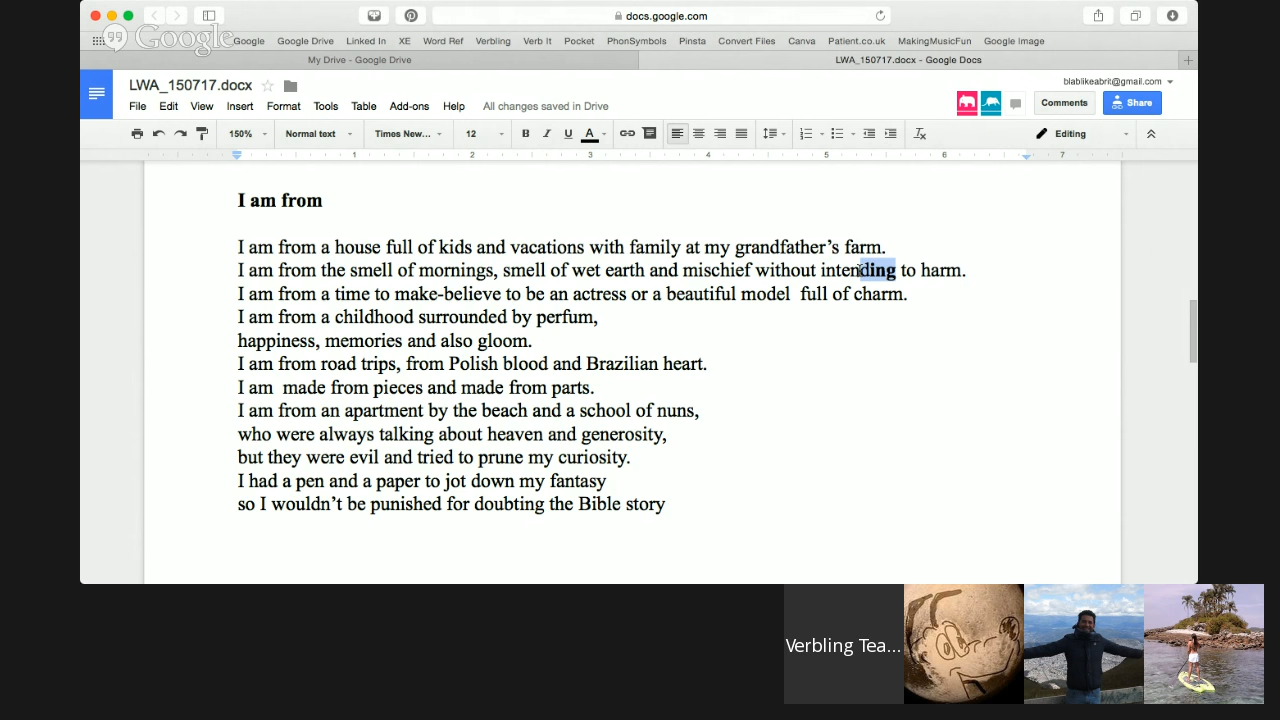 docs.google.com
Google
Google Google Drive Linked In XE Word Ref Verbling Verb It Pocket PhonSymbols Pinsta Convert Files Canva Patient.co.uk MakingMusicFun Google Image
My Drive - Google Drive LWA_150717.docx - Google Docs
LWA_150717.docx blablikeabrit@gmail.com
File Edit View Insert Format Tools Table Add-ons Help All changes saved in Drive Comments Share
150% Normal text Times New... 12 B I U A Editing
1 2 3 4 5 6 7
I am from
I am from a house full of kids and vacations with family at my grandfather’s farm.
I am from the smell of mornings, smell of wet earth and mischief without intending to harm.
I am from a time to make-believe to be an actress or a beautiful model  full of charm.
I am from a childhood surrounded by perfum,
happiness, memories and also gloom.
I am from road trips, from Polish blood and Brazilian heart.
I am  made from pieces and made from parts.
I am from an apartment by the beach and a school of nuns,
who were always talking about heaven and generosity,
but they were evil and tried to prune my curiosity.
I had a pen and a paper to jot down my fantasy
so I wouldn’t be punished for doubting the Bible story
Verbling Tea...